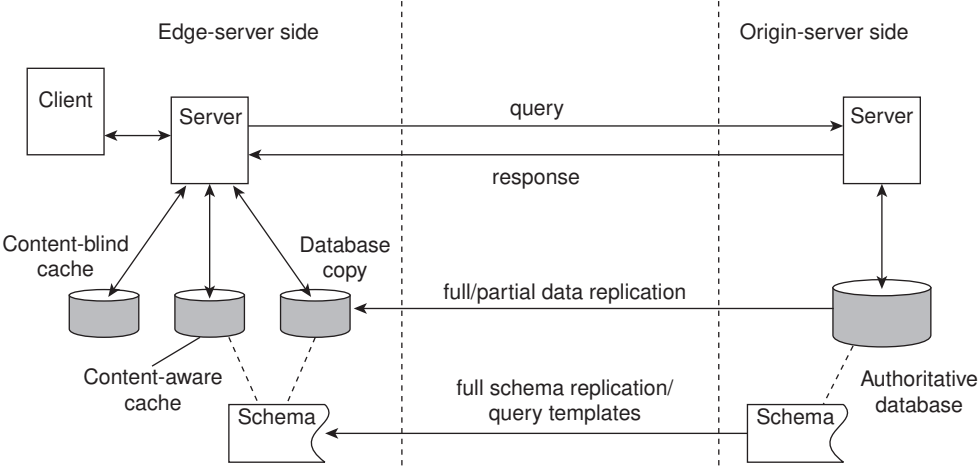 Edge-server side
Origin-server side
Client
Server
query
Server
response
Content-blind
cache
Database
copy
full/partial data replication
Content-aware
cache
full schema replication/
query templates
Authoritative
database
Schema
Schema